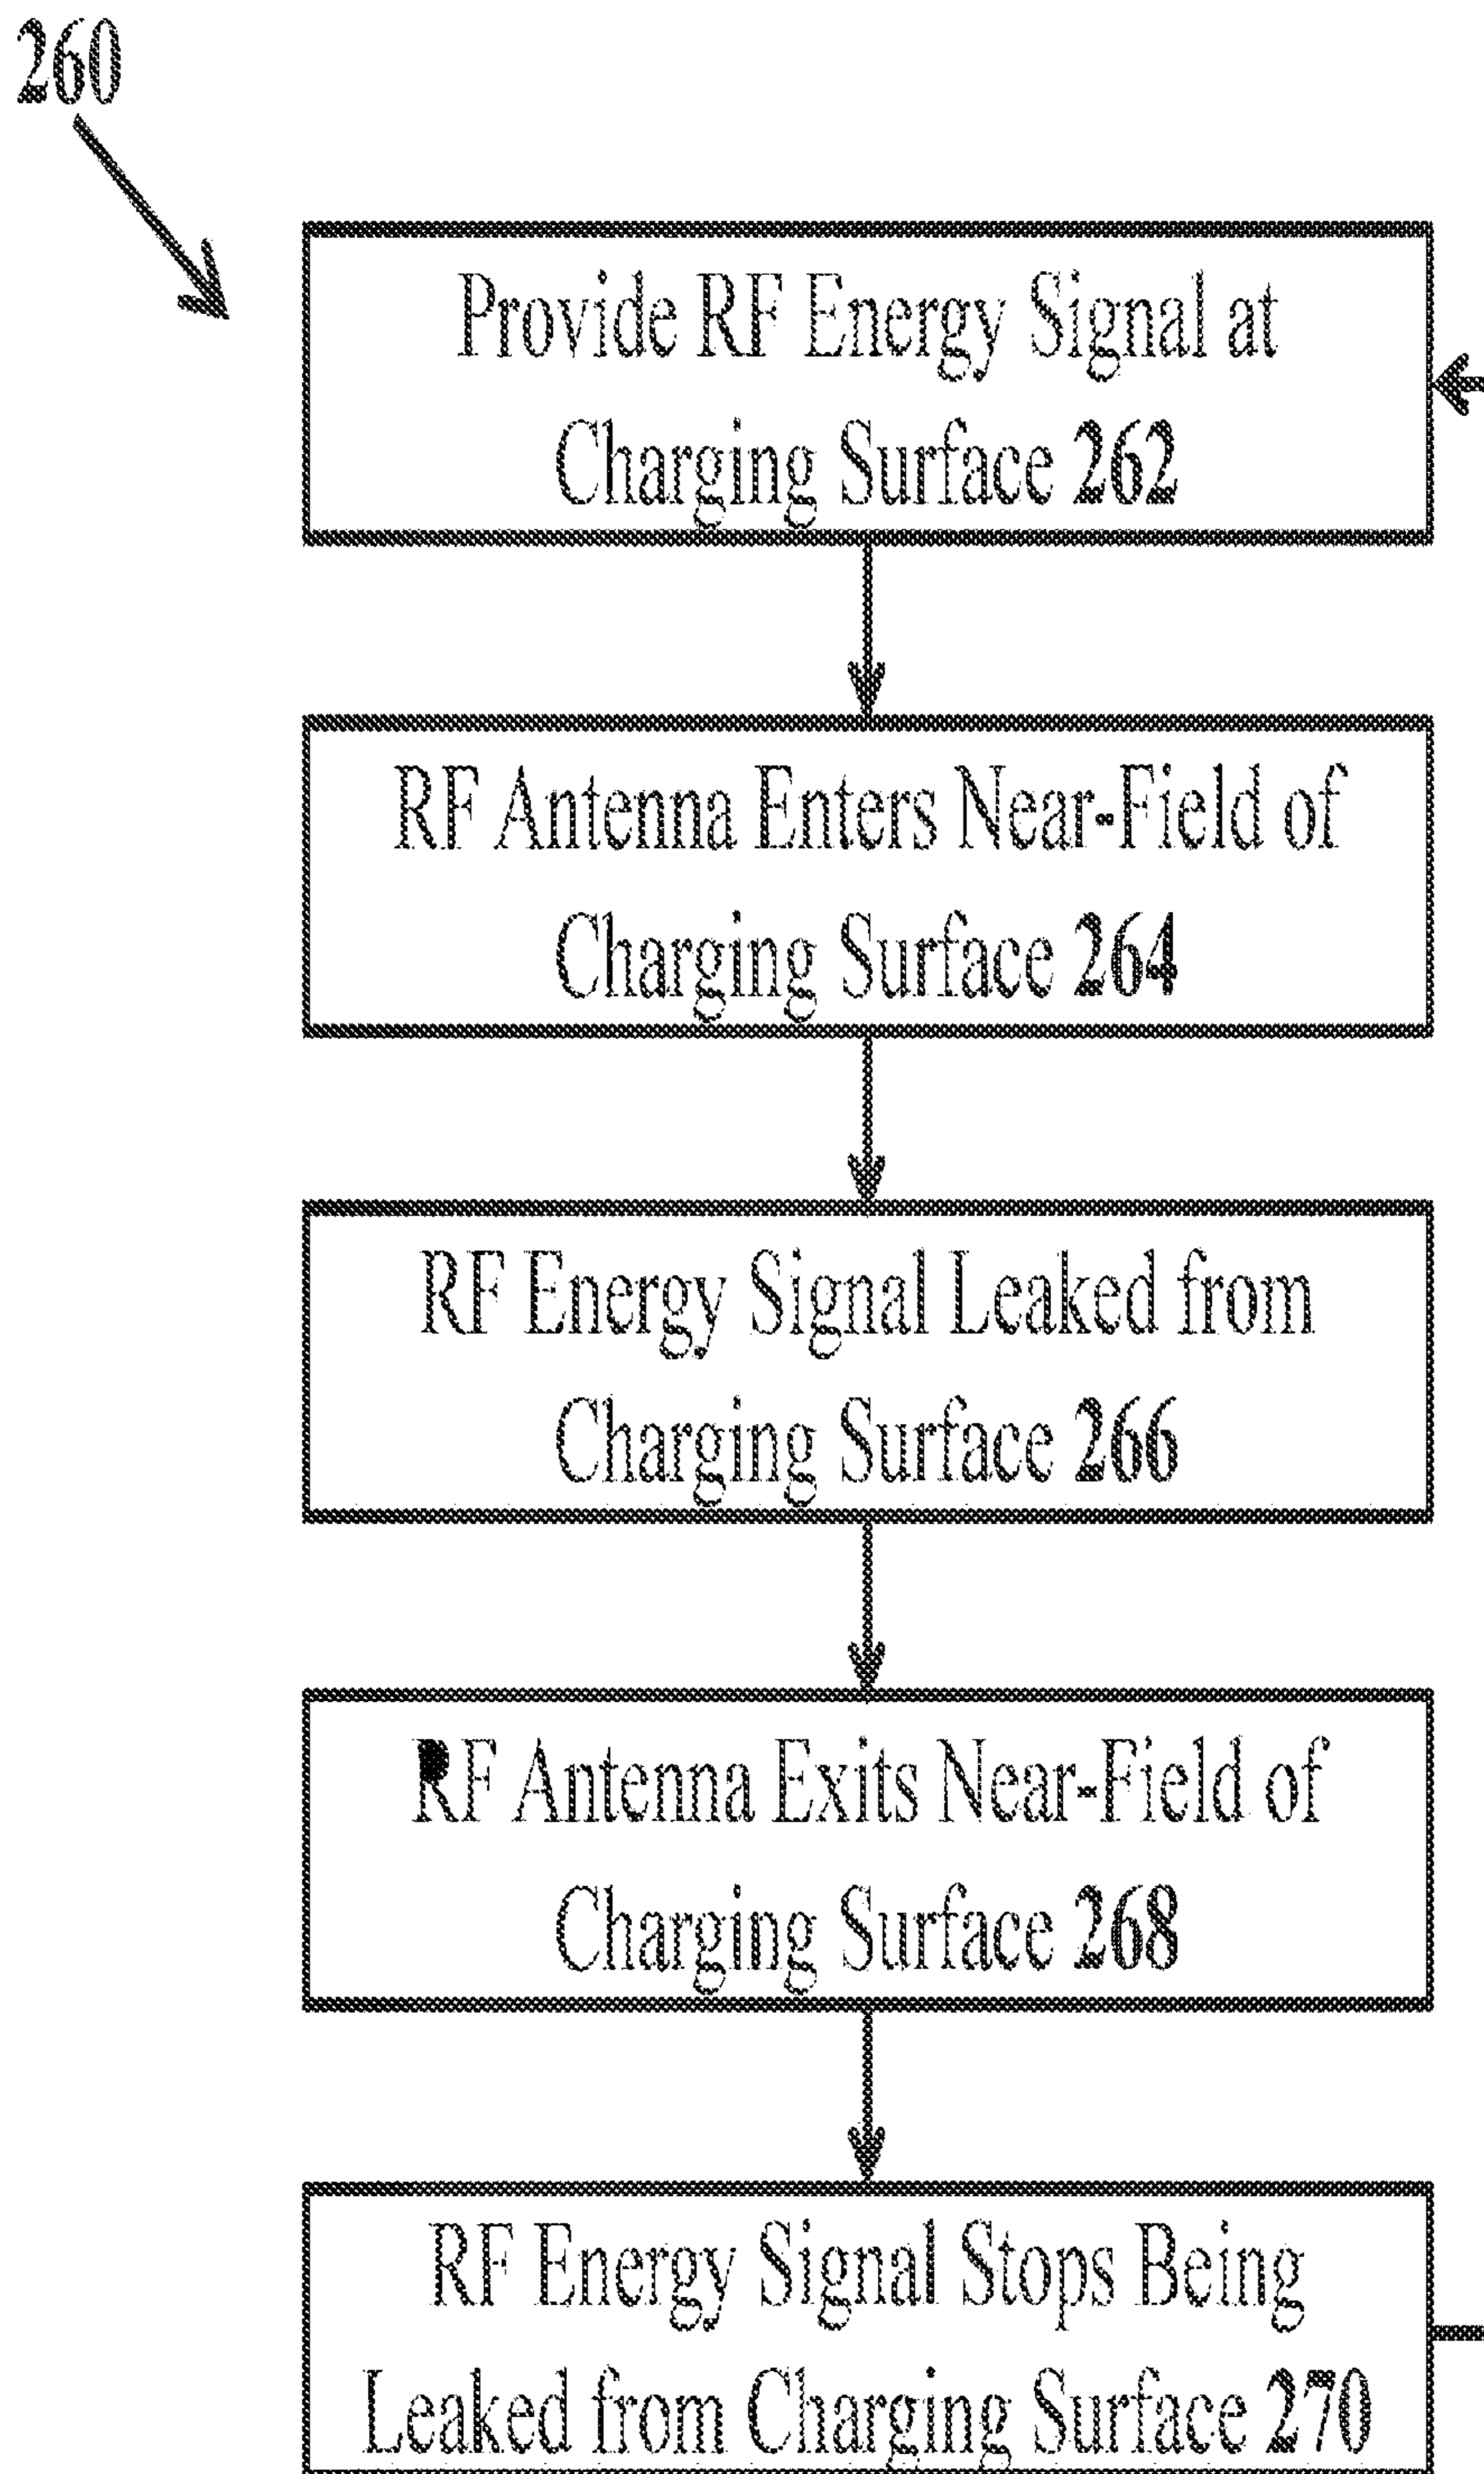 260
Provide RF Energy Signal at
Charging Surface 262
RF Antenna Enters Near-Field of
Charging Surface 264
RF Energy Signal Leaked from
Charging Surface 266
RF Antenna Exits Near-Field of
Charging Surface 268
RF Energy Signal Stops Being
Leaked from Charging Surface 270